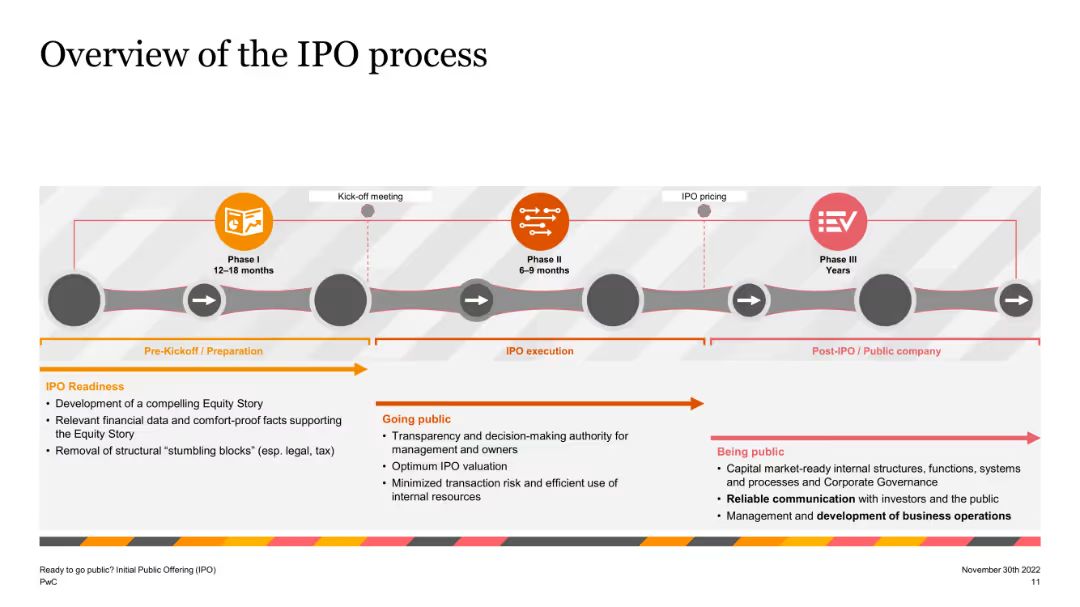 Overview of the IPO process
Kick-off meeting
IPO pricing
Phase I
12–18 months
Phase II
6–9 months
Phase III
Years
Pre-Kickoff / Preparation
IPO execution
Post-IPO / Public company
IPO Readiness
• Development of a compelling Equity Story
• Relevant financial data and comfort-proof facts supporting
the Equity Story
• Removal of structural “stumbling blocks” (esp. legal, tax)
Going public
• Transparency and decision-making authority for
management and owners
• Optimum IPO valuation
• Minimized transaction risk and efficient use of
internal resources
Being public
• Capital market-ready internal structures, functions, systems
and processes and Corporate Governance
• Reliable communication with investors and the public
• Management and development of business operations
Ready to go public? Initial Public Offering (IPO)
PwC
November 30th 2022
11